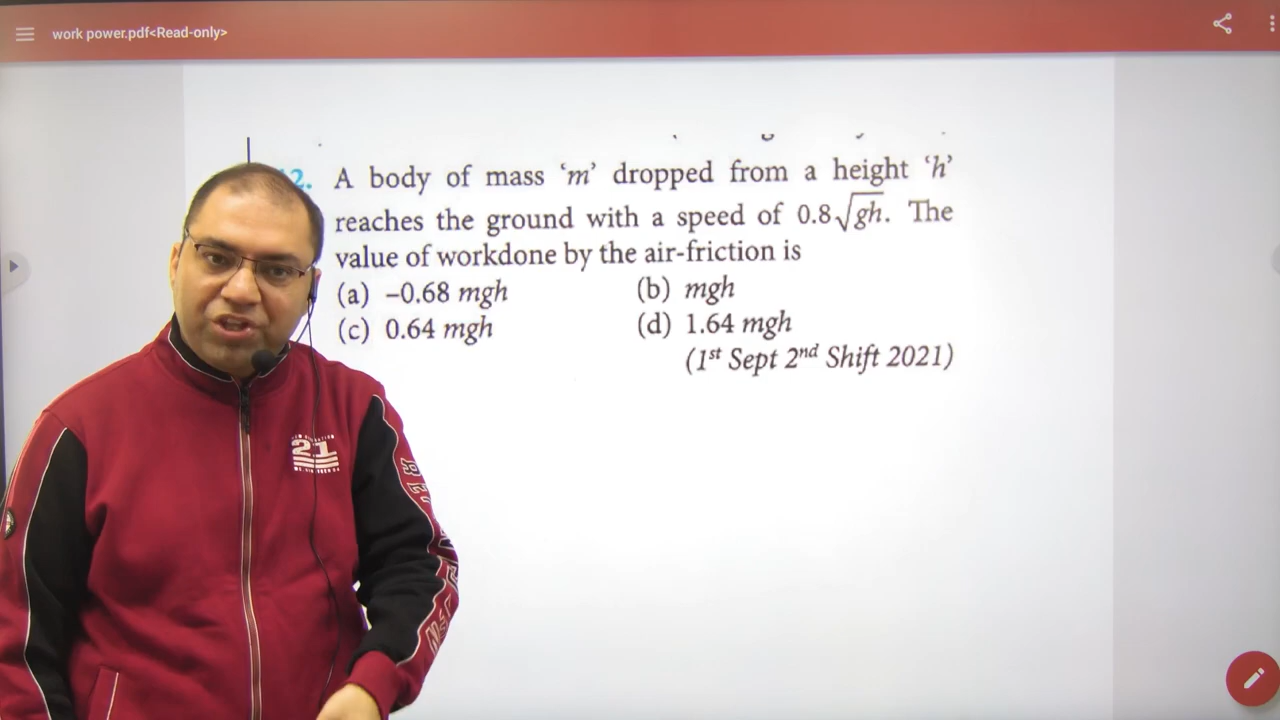 work power.pdf<Read-only>
2. A body of mass ‘m’ dropped from a height ‘h’
reaches the ground with a speed of 0.8√gh. The
value of workdone by the air-friction is
(a) –0.68 mgh (b) mgh
(c) 0.64 mgh (d) 1.64 mgh
(1st Sept 2nd Shift 2021)
21